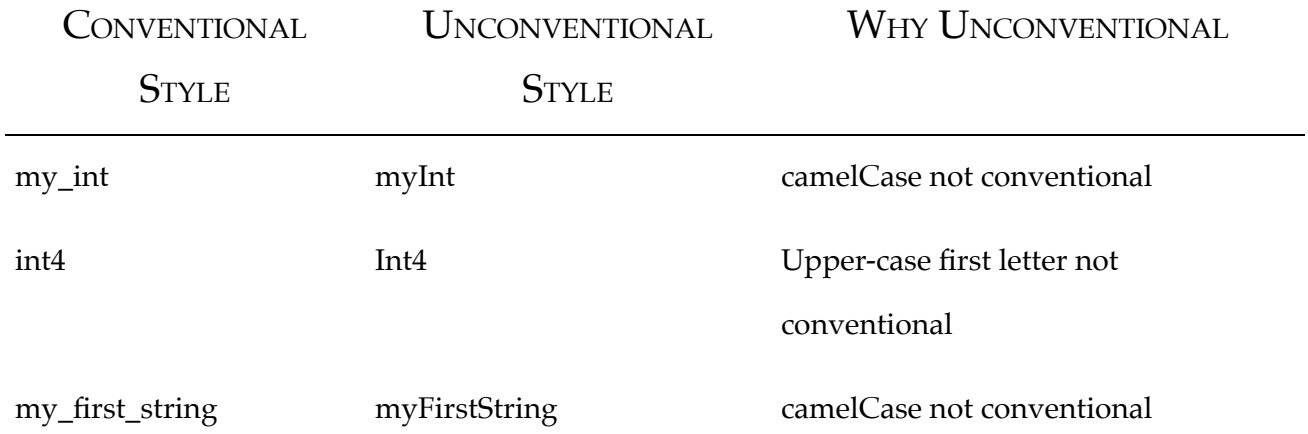 CONVENTIONAL UNCONVENTIONAL WHY UNCONVENTIONAL
STYLE STYLE
my_int myInt camelCase not conventional
int4 Int4 Upper-case first letter not
conventional
my_first_string myFirstString camelCase not conventional